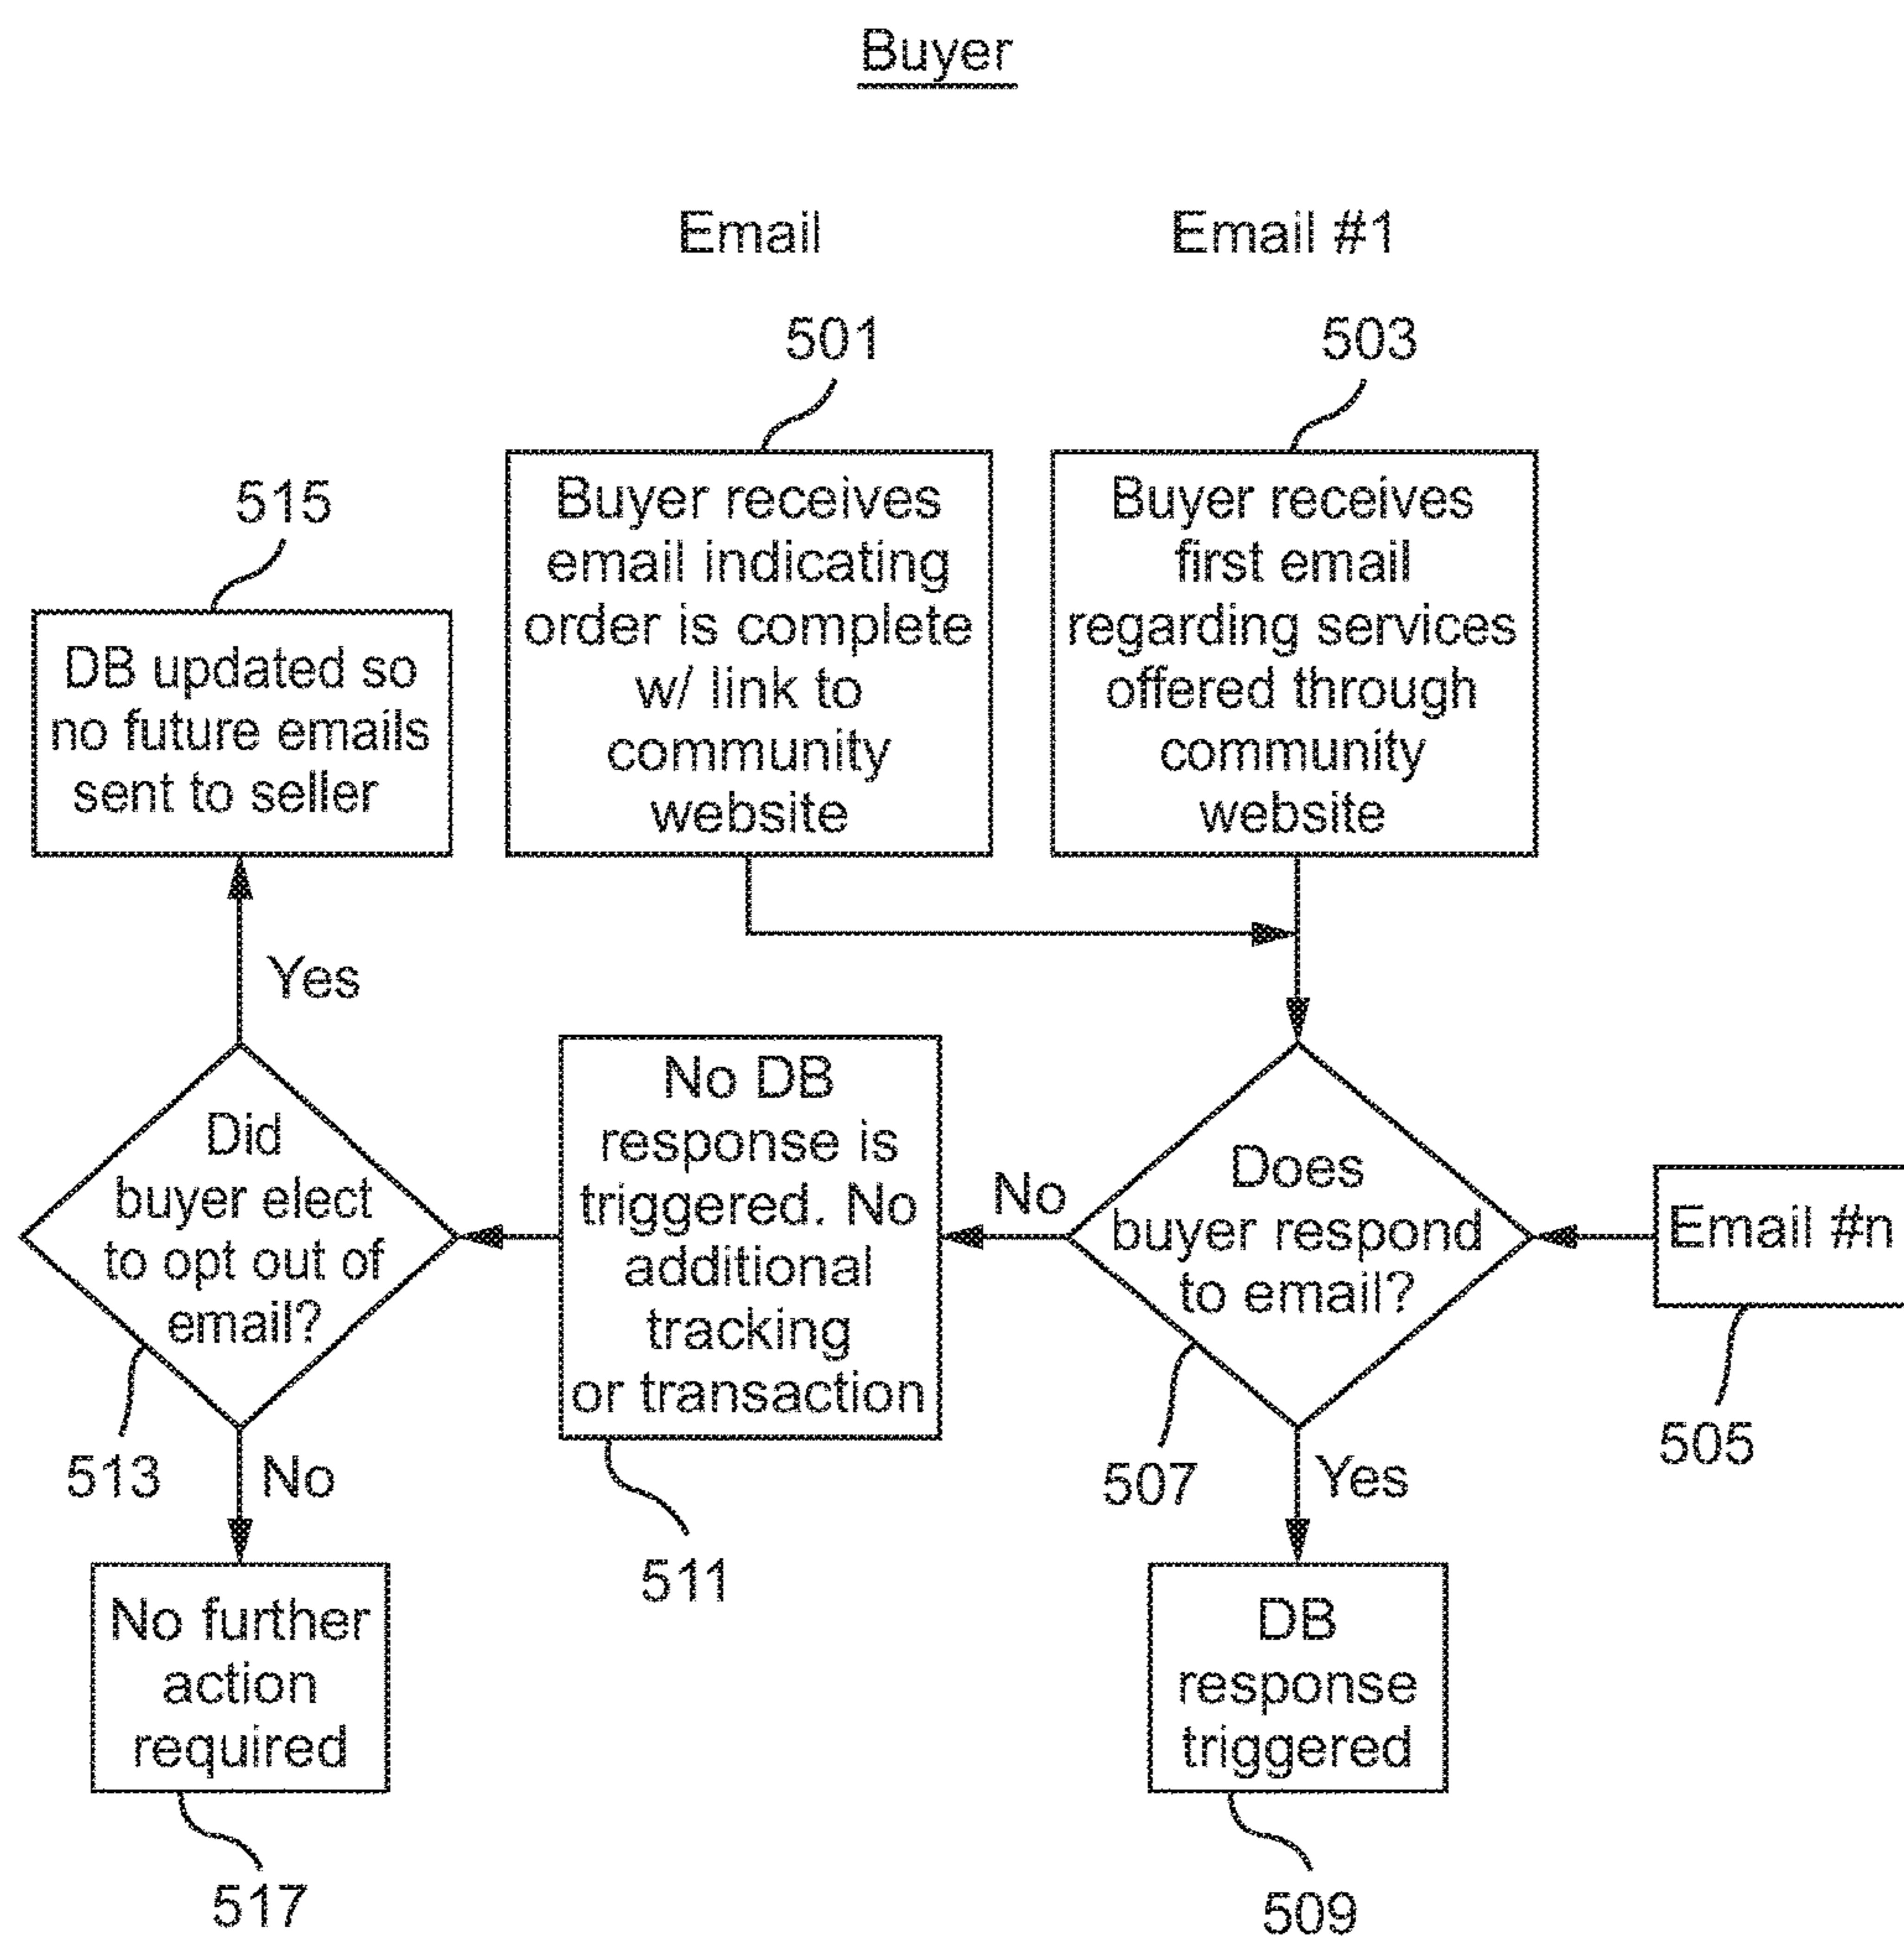 Buyer
Email
Email #1
501
503
515
Buyer receives
email indicating
order is complete
w/ link to
community
website
Buyer receives
first email
regarding services
offered through
community
website
DB updated so
no future emails
sent to seller
Yes
Did
buyer elect
to opt out of
email?
No DB
response is
triggered. No
additional
tracking
or transaction
No
Does
buyer respond
to email?
Email #n
513
No
511
507
Yes
505
No further
action
required
DB
response
triggered
517
509